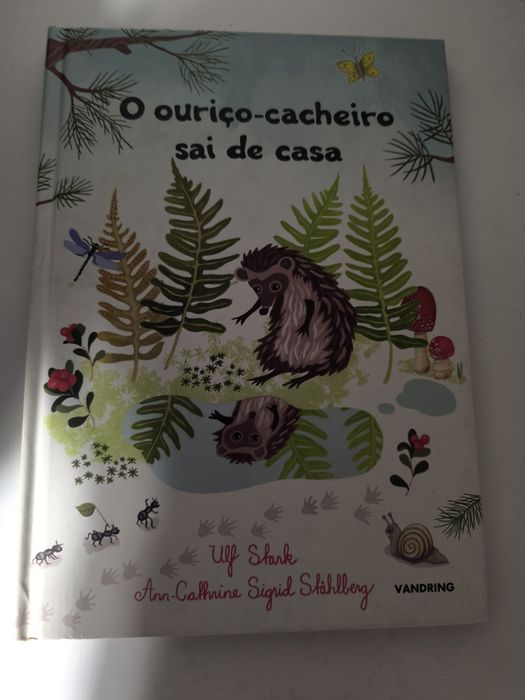 O ouriço-cacheiro
sai de casa
Ulf Stark
Ann-Cathrine Sigrid Ståhlberg
VANDRING